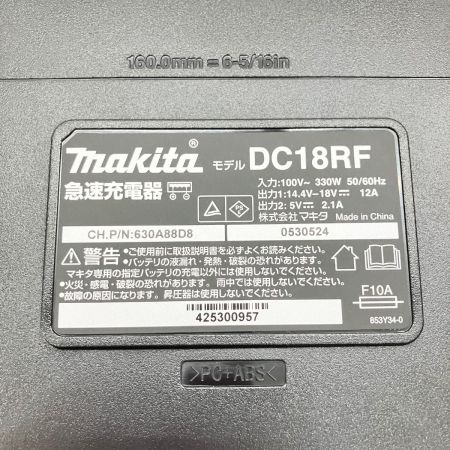 160.0mm = 6-5/16in
makita® モデル DC18RF
急速充電器
入力:100V~ 330W 50/60Hz
出力1:14.4V⎓18V⎓ 12A
出力2:5V⎓ 2.1A
株式会社 マキタ Made in China
CH.P/N:630A88D8 0530524
警告 ●ご使用前に取扱説明書を必ずよくお読みください。
●バッテリの液漏れ・発熱・破裂の恐れがあります。
マキタ専用の指定バッテリの充電以外には使用しないでください。
●火災・感電・破裂の恐れあり。雨中では使用しないでください。
●故障の原因になります。昇圧器は使用しないでください。
F10A
425300957
853Y34-0
>PC+ABS<